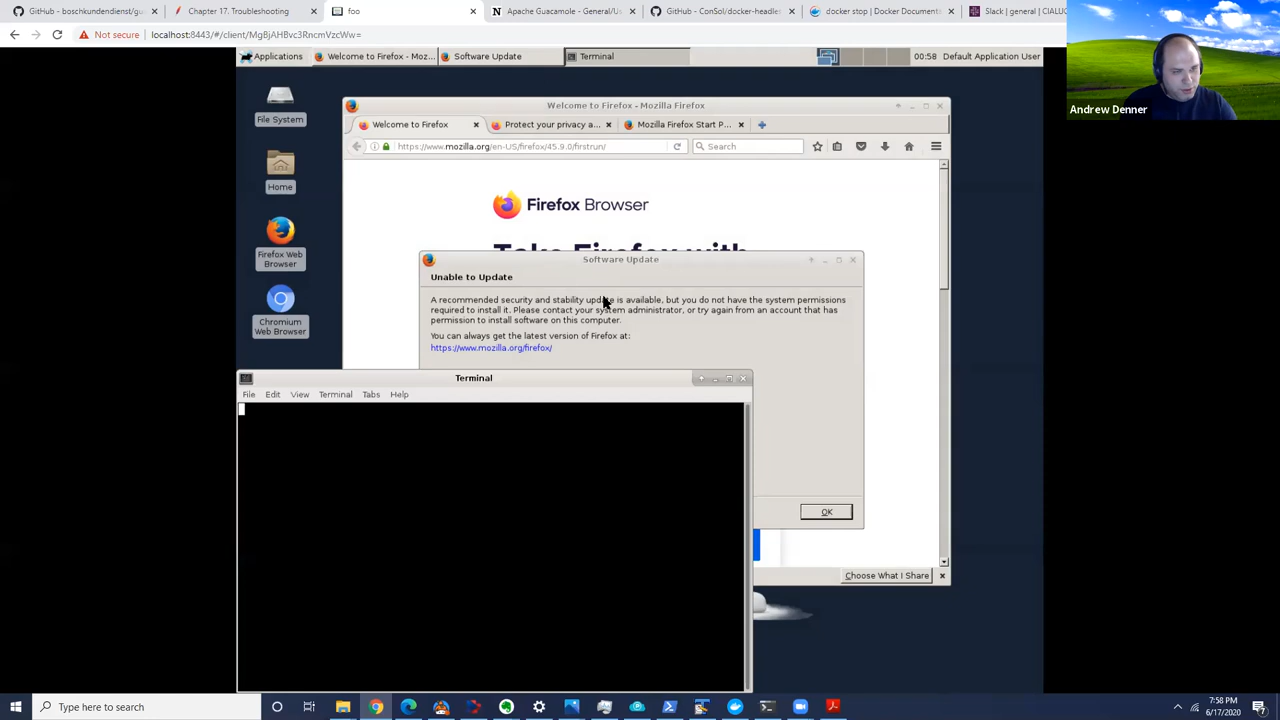 GitHub - boschkundendienst/gu
Chapter 17. Troubleshooting
foo
Apache Guacamole - General/Us
GitHub - ConSol/docker-headle
docker stop | Docker Document
Slack | general | CIALUG
Not secure
localhost:8443/#/client/MgBjAHBvc3RncmVzcWw=
Andrew Denner
Applications
Welcome to Firefox - Moz...
Software Update
Terminal
00:58
Default Application User
File System
Home
Firefox Web
Browser
Chromium
Web Browser
Welcome to Firefox - Mozilla Firefox
Welcome to Firefox
Protect your privacy a...
Mozilla Firefox Start P...
https://www.mozilla.org/en-US/firefox/45.9.0/firstrun/
Search
Firefox Browser
Take Firefox with
Software Update
Unable to Update
A recommended security and stability update is available, but you do not have the system permissions
required to install it. Please contact your system administrator, or try again from an account that has
permission to install software on this computer.
You can always get the latest version of Firefox at:
https://www.mozilla.org/firefox/
OK
Choose What I Share
Terminal
File Edit View Terminal Tabs Help
Type here to search
7:58 PM
6/17/2020